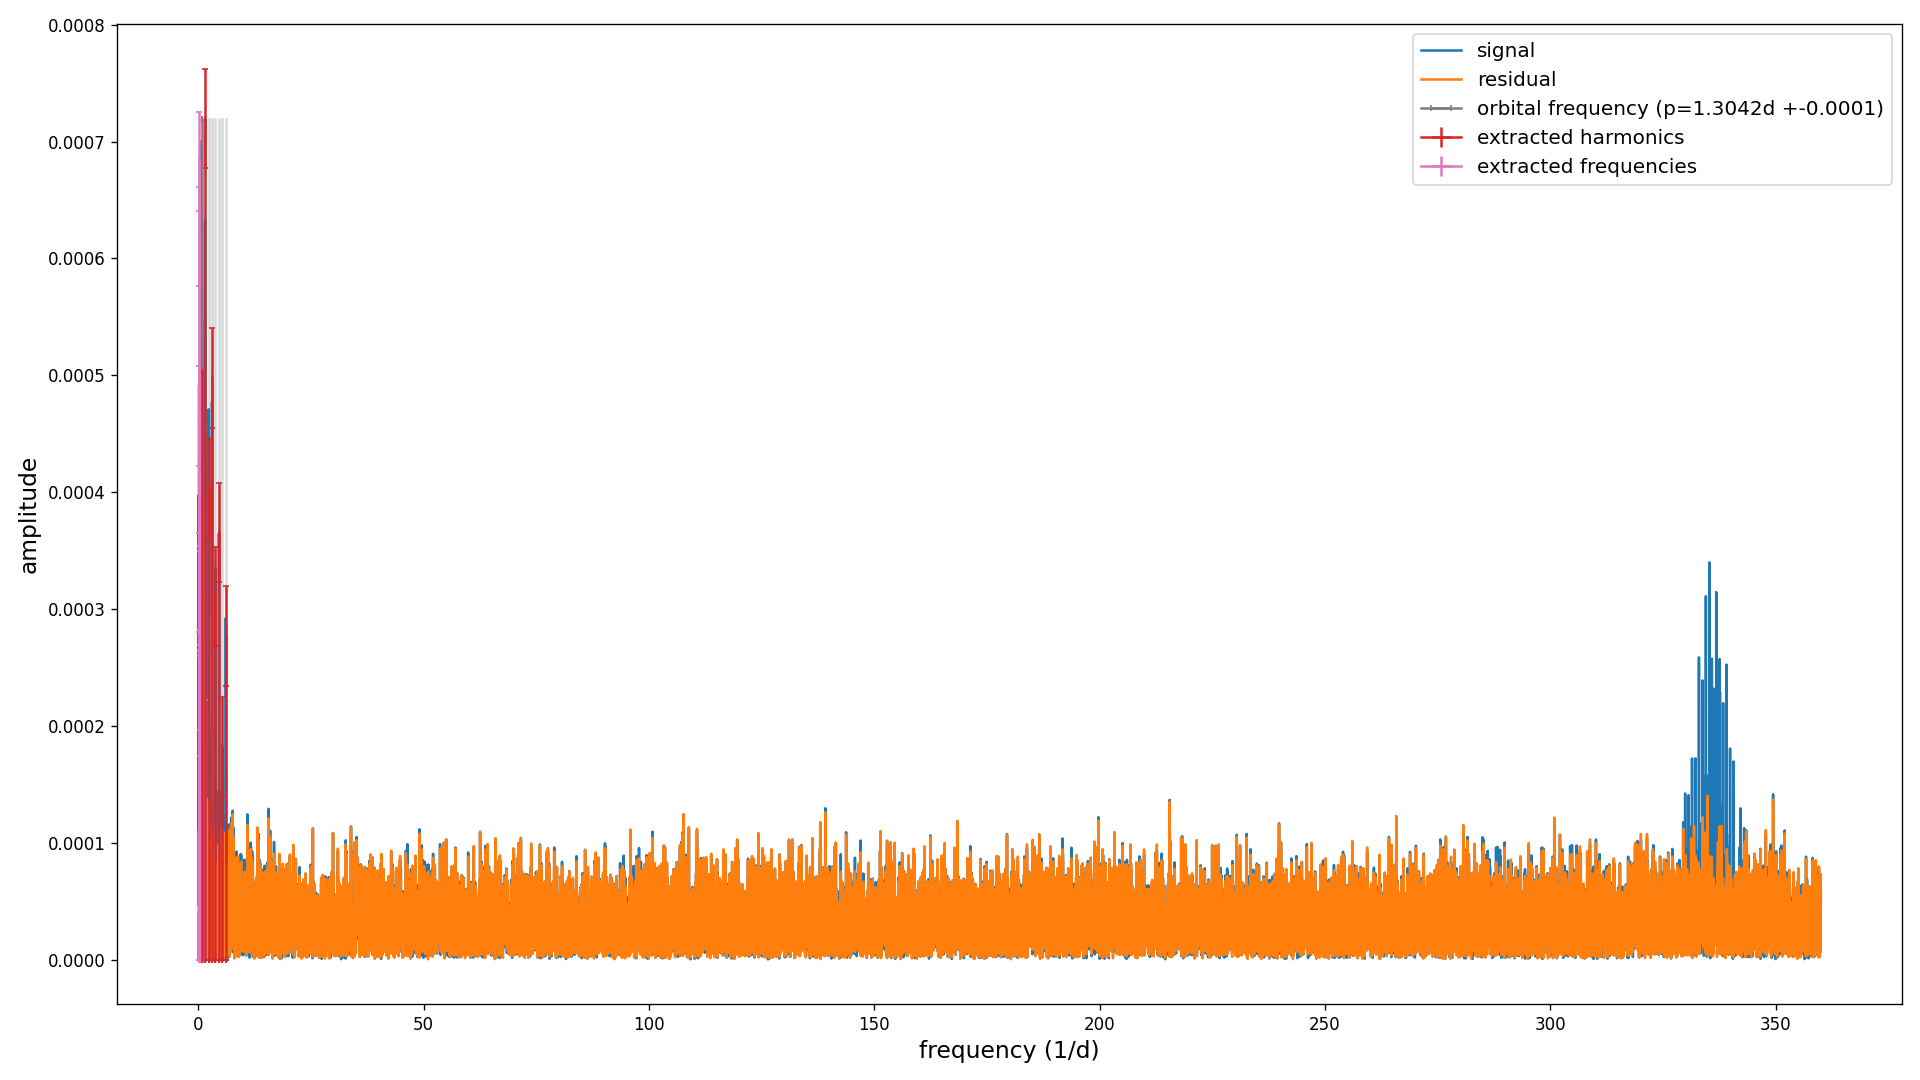 0.0008
0.0007
0.0006
0.0005
0.0004
0.0003
0.0002
0.0001
0.0000
amplitude
signal
residual
orbital frequency (p=1.3042d +-0.0001)
extracted harmonics
extracted frequencies
0 50 100 150 200 250 300 350
frequency (1/d)